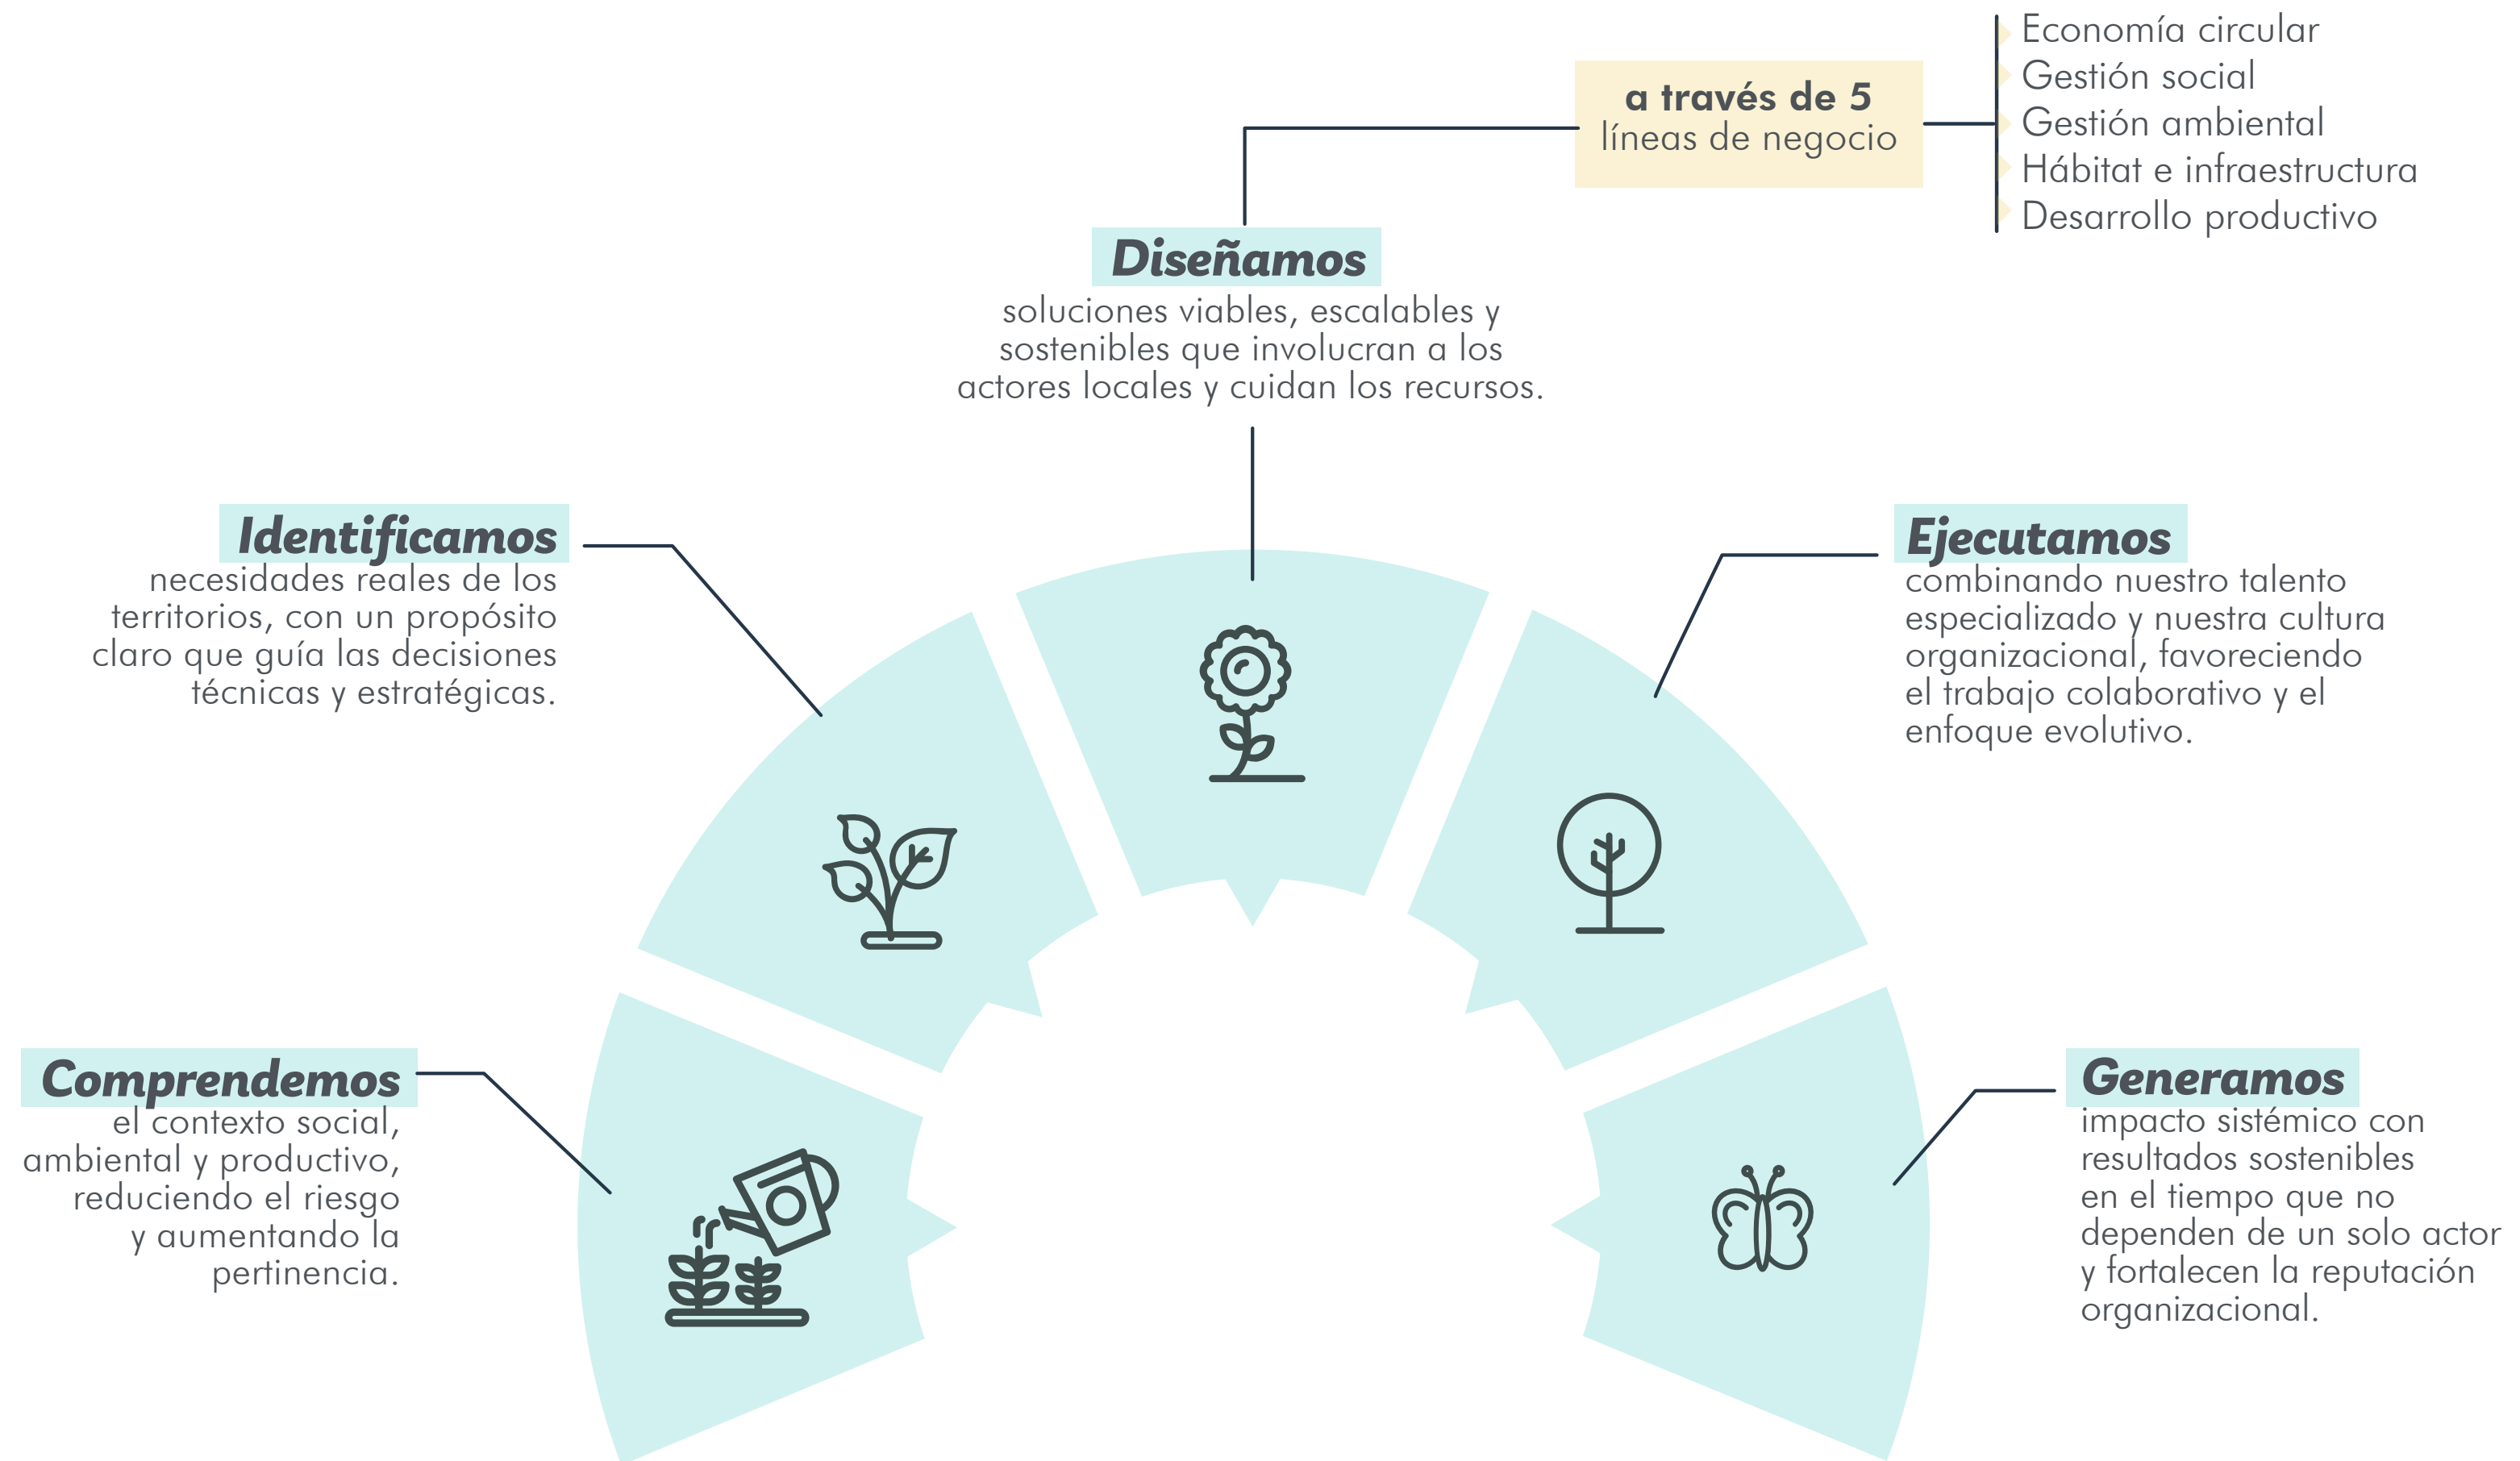 a través de 5
líneas de negocio
Economía circular
Gestión social
Gestión ambiental
Hábitat e infraestructura
Desarrollo productivo
Diseñamos
soluciones viables, escalables y
sostenibles que involucran a los
actores locales y cuidan los recursos.
Identificamos
necesidades reales de los
territorios, con un propósito
claro que guía las decisiones
técnicas y estratégicas.
Ejecutamos
combinando nuestro talento
especializado y nuestra cultura
organizacional, favoreciendo
el trabajo colaborativo y el
enfoque evolutivo.
Comprendemos
el contexto social,
ambiental y productivo,
reduciendo el riesgo
y aumentando la
pertinencia.
Generamos
impacto sistémico con
resultados sostenibles
en el tiempo que no
dependen de un solo actor
y fortalecen la reputación
organizacional.